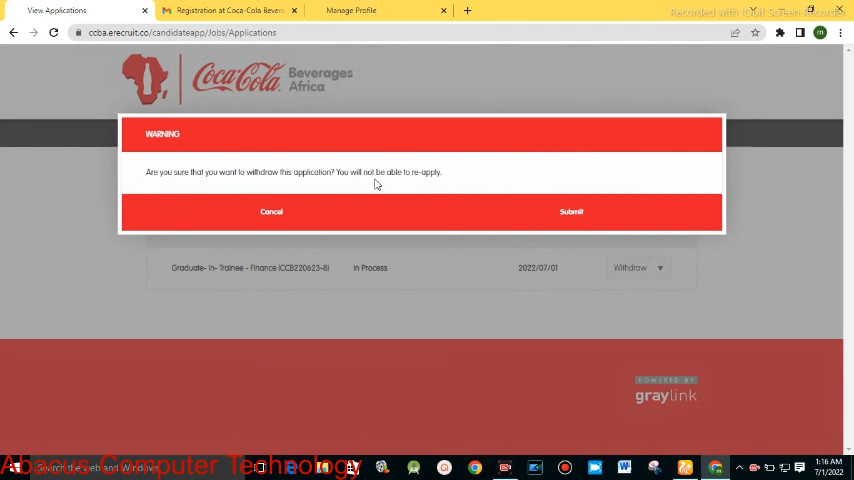 View Applications
Registration at Coca-Cola Bever
Manage Profile
Recorded with iObit Screen Recorder
ccba.erecruit.co/candidateapp/Jobs/Applications
m
Coca-Cola
Beverages
Africa
WARNING
Are you sure that you want to withdraw this application? You will not be able to re-apply.
Cancel
Submit
Graduate- In- Trainee - Finance (CCB220623-8)
In Process
2022/07/01
Withdraw
POWERED BY
graylink
Abacus Computer Technology
Search the web and Windows
1:16 AM
7/1/2022